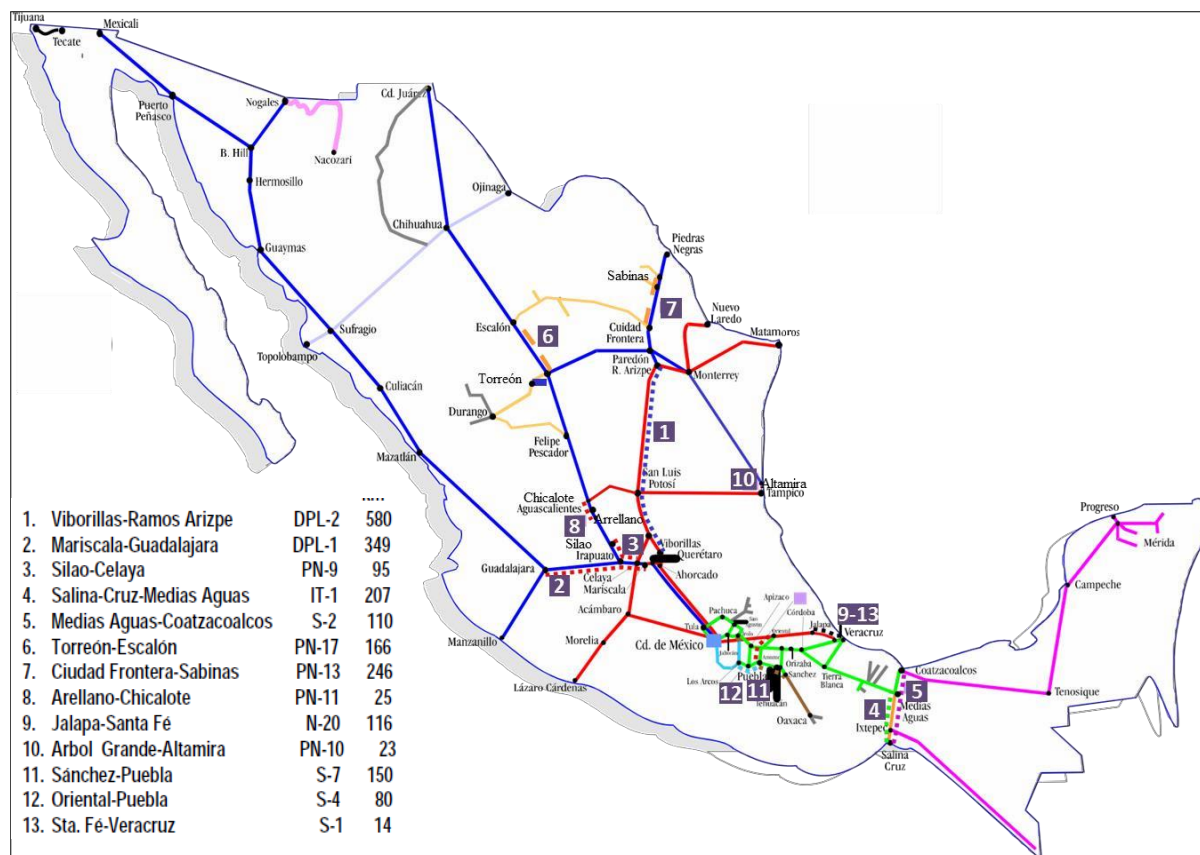 Tijuana
Mexicali
Tecate
Puerto
Peñasco
Nogales
Cd. Juárez
B. Hill
Nacozari
Hermosillo
Ojinaga
Chihuahua
Guaymas
Piedras
Negras
Sabinas
7
Nuevo
Laredo
Escalón
6
Cuidad
Frontera
Matamoros
Sufragio
Topolobampo
Paredón
R. Arizpe
Monterrey
Torreón
Culiacán
Durango
Felipe
Pescador
1
Mazatlán
San Luis
Potosí
10
Altamira
Tampico
Chicalote
Aguascalientes
8
Arrellano
Progreso
Mérida
Silao
Irapuato
3
Viborillas
Querétaro
Guadalajara
2
Celaya
Mariscala
Ahorcado
Campeche
Acámbaro
Pachuca
Apizaco
Córdoba
9-13
Jalapa
Veracruz
Tula
Manzanillo
Morelia
Cd. de México
Oriental
Los Arcos
Puebla
Orizaba
Sánchez
Tierra
Blanca
Coatzacoalcos
12
11
Tehuacán
5
4
Medias
Aguas
Tenosique
Lázaro Cárdenas
Oaxaca
Ixtepec
Salina
Cruz
1. Viborillas-Ramos Arizpe DPL-2 580
2. Mariscala-Guadalajara DPL-1 349
3. Silao-Celaya PN-9 95
4. Salina-Cruz-Medias Aguas IT-1 207
5. Medias Aguas-Coatzacoalcos S-2 110
6. Torreón-Escalón PN-17 166
7. Ciudad Frontera-Sabinas PN-13 246
8. Arellano-Chicalote PN-11 25
9. Jalapa-Santa Fé N-20 116
10. Arbol Grande-Altamira PN-10 23
11. Sánchez-Puebla S-7 150
12. Oriental-Puebla S-4 80
13. Sta. Fé-Veracruz S-1 14